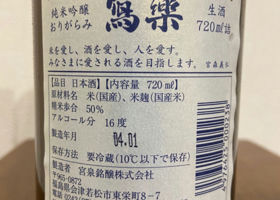 純米吟醸
おりがらみ
寫樂
生酒
720㎖詰
米を愛し、酒を愛し、人を愛す。
みなさまに愛される酒を目指します。
宮森義弘
【品目 日本酒】【内容量 720㎖】
原材料名 米(国産)、米麹(国産米)
精米歩合 50%
アルコール分 16度
製造年月 04.01
保存方法 要冷蔵(10℃以下で保存)
製造者 宮泉銘醸株式会社
〒965-0872
福島県会津若松市東栄町8−7